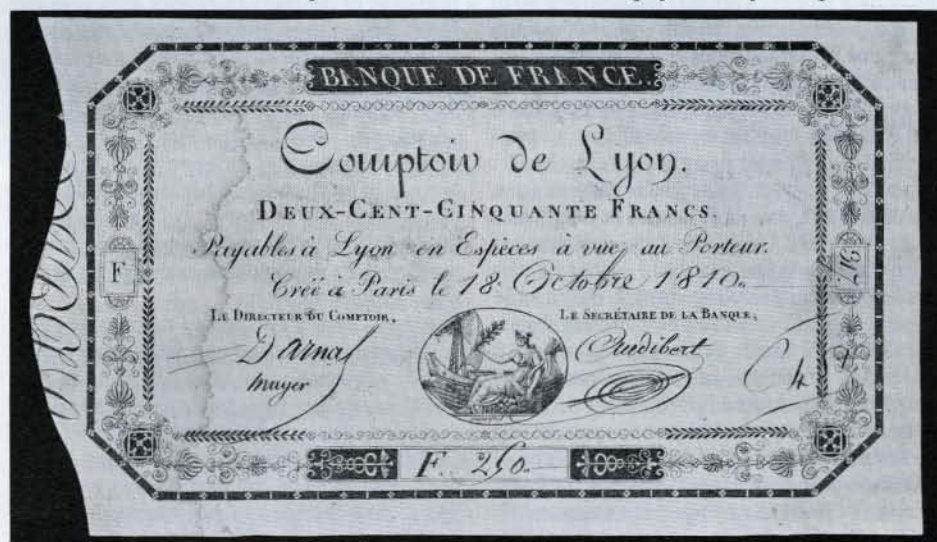 BANQUE DE FRANCE.
Comptoir de Lyon.
DEUX-CENT-CINQUANTE FRANCS.
Payables à Lyon en Espèces à vue, au Porteur.
Créé à Paris le 18 Octobre 1810
F
917
LE DIRECTEUR DU COMPTOIR,
LE SECRÉTAIRE DE LA BANQUE,
Darnal
Audibert
mayer
F. 250